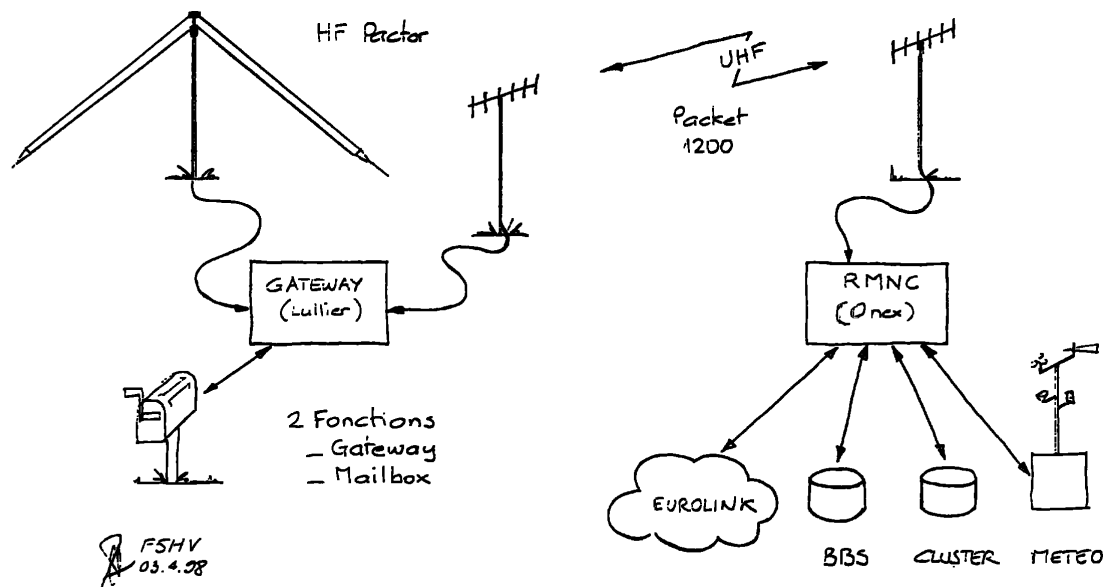 HF Pactor
UHF
Packet
1200
GATEWAY
(Lullier)
RMNC
(Onex)
2 Fonctions
_ Gateway
_ Mailbox
EUROLINK
BBS
CLUSTER
METEO
F5HV
03.4.98